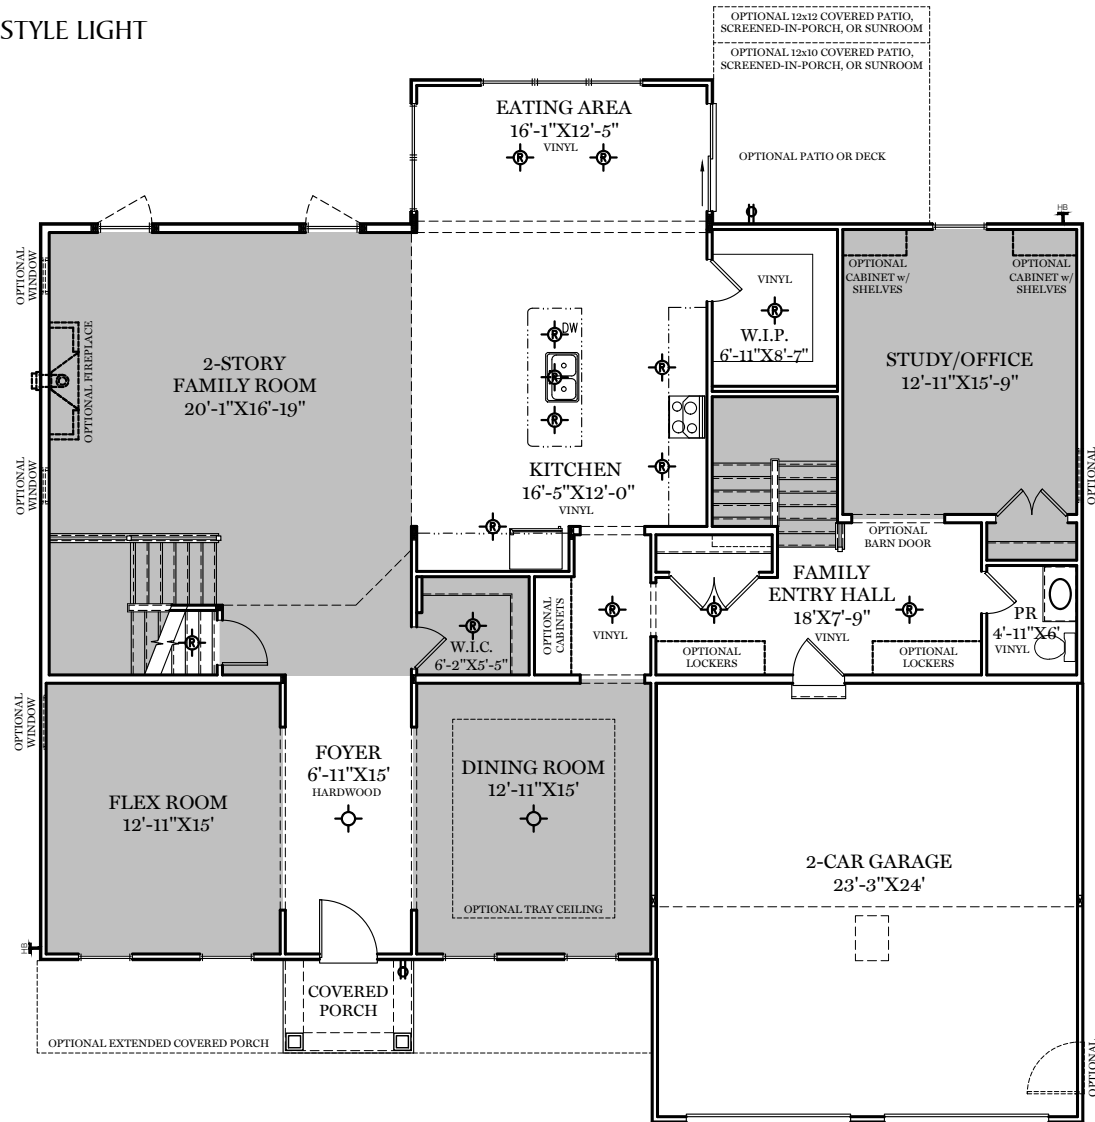 STYLE LIGHT
OPTIONAL 12x12 COVERED PATIO,
SCREENED-IN-PORCH, OR SUNROOM
OPTIONAL 12x10 COVERED PATIO,
SCREENED-IN-PORCH, OR SUNROOM
EATING AREA
16'-1"X12'-5"
VINYL
OPTIONAL PATIO OR DECK
HB
OPTIONAL
WINDOW
OPTIONAL FIREPLACE
2-STORY
FAMILY ROOM
20'-1"X16'-19"
OPTIONAL
WINDOW
R
R
R
DW
R
R
R
R
R
KITCHEN
16'-5"X12'-0"
VINYL
VINYL
R
W.I.P.
6'-11"X8'-7"
OPTIONAL
CABINET w/
SHELVES
OPTIONAL
CABINET w/
SHELVES
STUDY/OFFICE
12'-11"X15'-9"
OPTIONAL
OPTIONAL
BARN DOOR
FAMILY
ENTRY HALL
18'X7'-9"
VINYL
R
R
OPTIONAL
LOCKERS
OPTIONAL
LOCKERS
PR
4'-11"X6'
VINYL
OPTIONAL
CABINETS
R
VINYL
R
W.I.C.
6'-2"X5'-5"
R
OPTIONAL
WINDOW
FLEX ROOM
12'-11"X15'
FOYER
6'-11"X15'
HARDWOOD
DINING ROOM
12'-11"X15'
OPTIONAL TRAY CEILING
2-CAR GARAGE
23'-3"X24'
HB
COVERED
PORCH
OPTIONAL EXTENDED COVERED PORCH
OPTIONAL